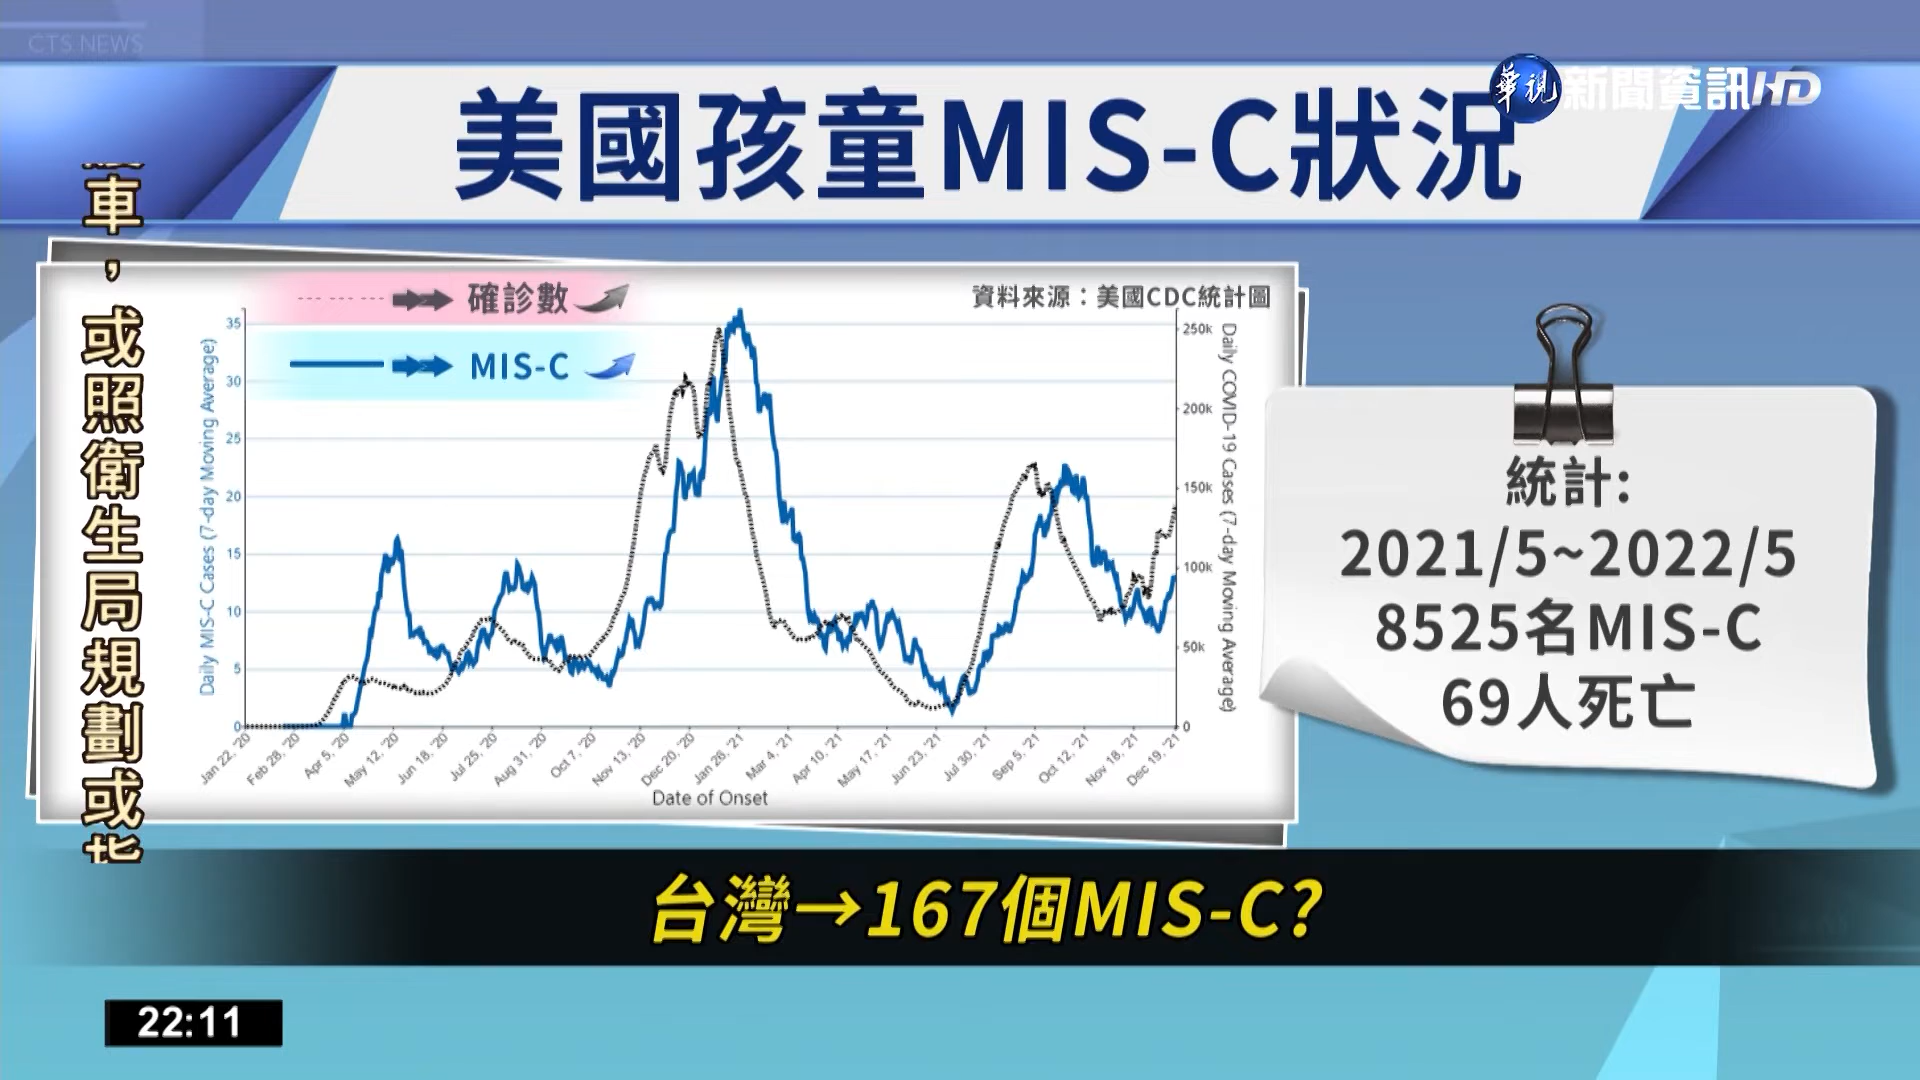 CTS NEWS
美國孩童MIS-C狀況
華視 新聞資訊HD
車，或照衛生局規劃或指
確診數
MIS-C
資料來源：美國CDC統計圖
Daily MIS-C Cases (7-day Moving Average)
35
30
25
20
15
10
5
0
250k
200k
150k
100k
50k
0
Daily COVID-19 Cases (7-day Moving Average)
Jan 22, '20
Feb 28, '20
Apr 5, '20
May 12, '20
Jun 18, '20
Jul 25, '20
Aug 31, '20
Oct 7, '20
Nov 13, '20
Dec 20, '20
Jan 26, '21
Mar 4, '21
Apr 10, '21
May 17, '21
Jun 23, '21
Jul 30, '21
Sep 5, '21
Oct 12, '21
Nov 18, '21
Dec 19, '21
Date of Onset
統計:
2021/5~2022/5
8525名MIS-C
69人死亡
台灣→167個MIS-C?
22:11